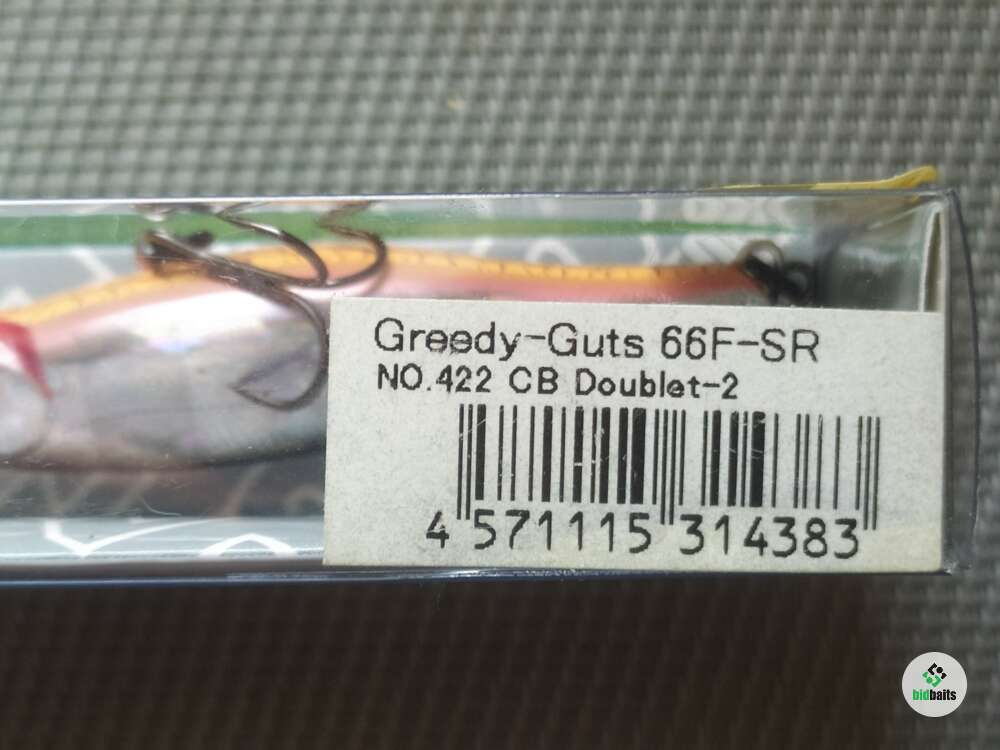 Greedy-Guts 66F-SR
NO.422 CB Doublet-2
4 571115 314383
bidbaits